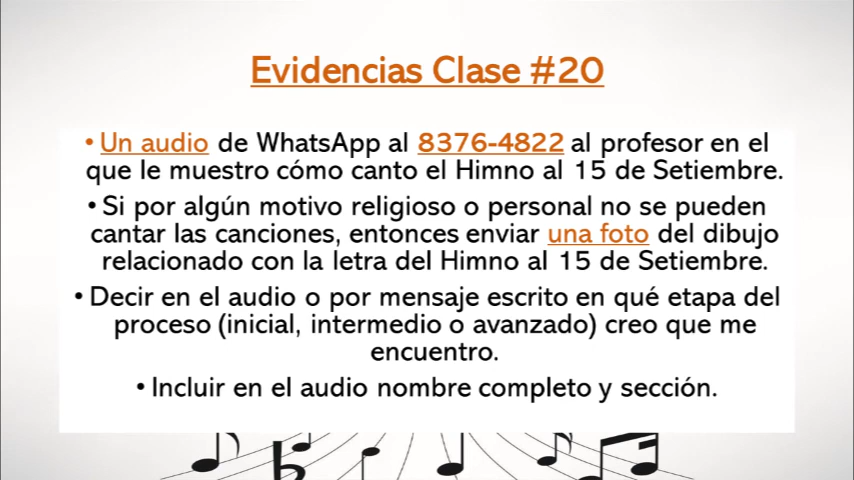 Evidencias Clase #20
• Un audio de WhatsApp al 8376-4822 al profesor en el
que le muestro cómo canto el Himno al 15 de Setiembre.
• Si por algún motivo religioso o personal no se pueden
cantar las canciones, entonces enviar una foto del dibujo
relacionado con la letra del Himno al 15 de Setiembre.
• Decir en el audio o por mensaje escrito en qué etapa del
proceso (inicial, intermedio o avanzado) creo que me
encuentro.
• Incluir en el audio nombre completo y sección.